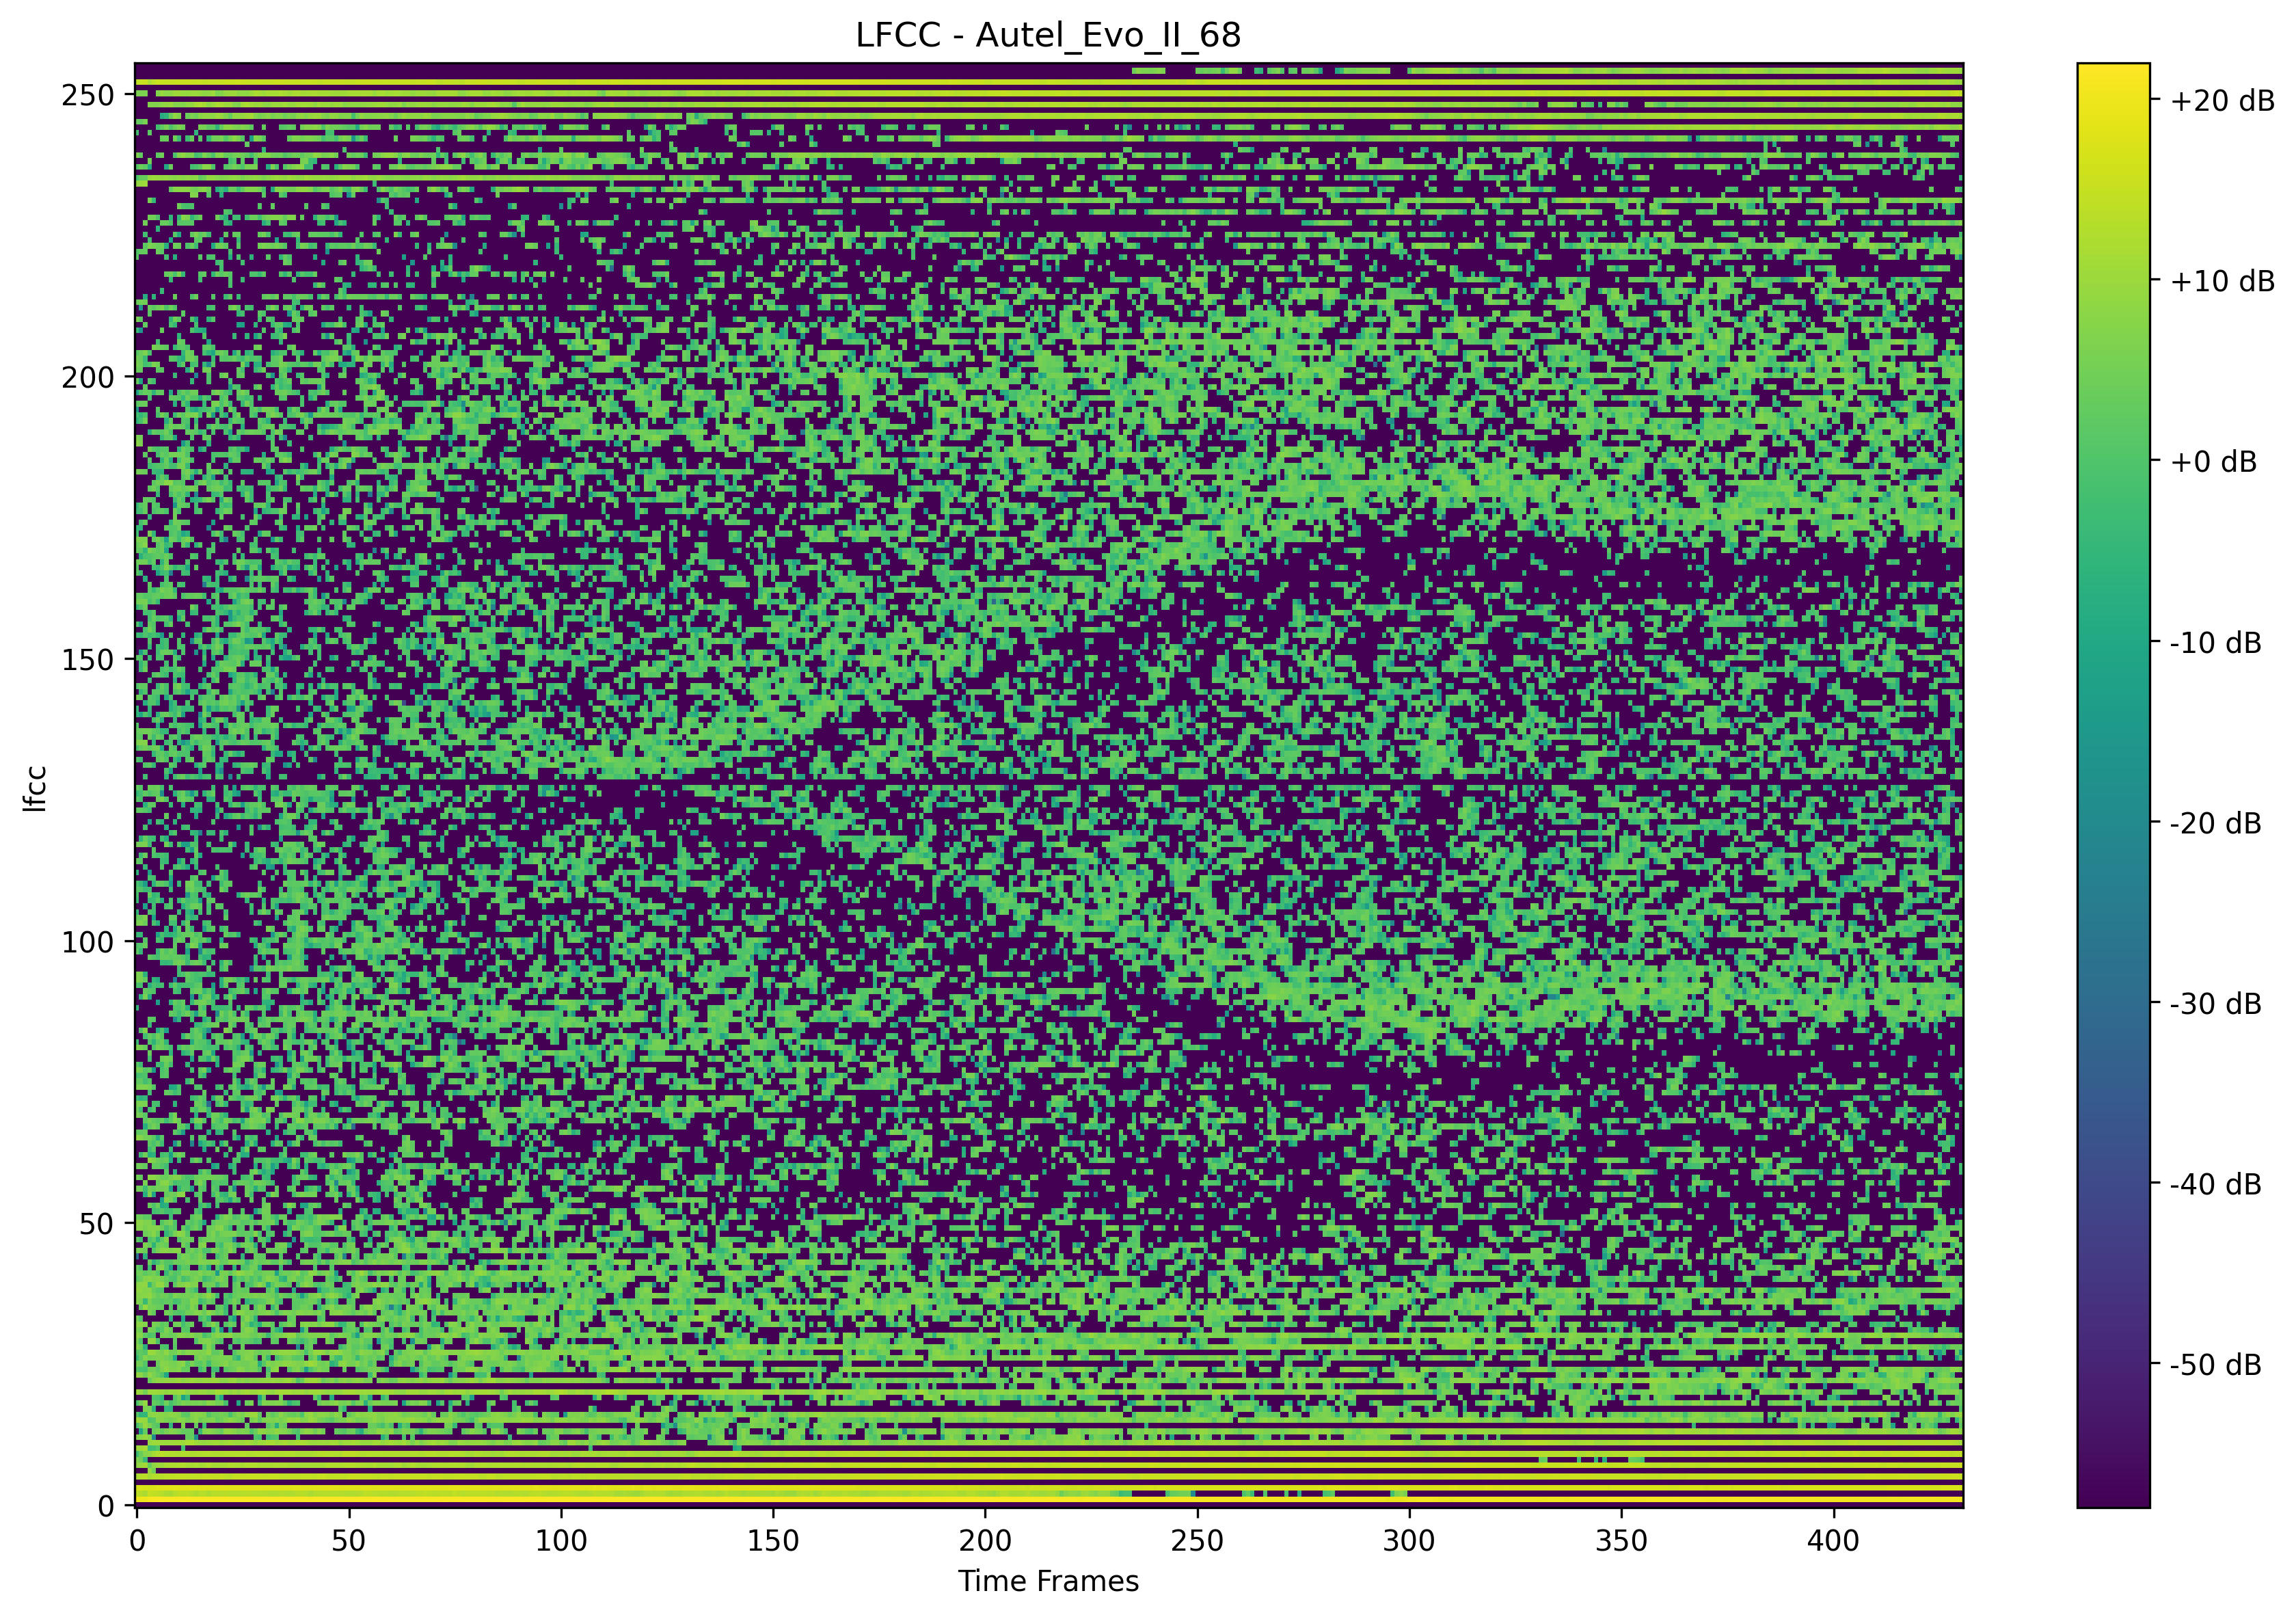 LFCC - Autel_Evo_II_68
250
200
150
100
50
0
lfcc
0 50 100 150 200 250 300 350 400
Time Frames
+20 dB
+10 dB
+0 dB
-10 dB
-20 dB
-30 dB
-40 dB
-50 dB